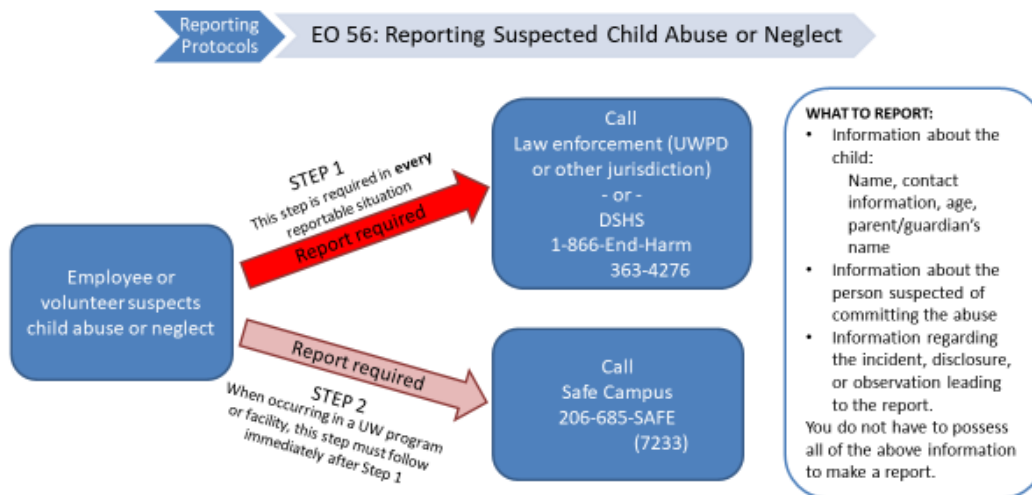 Reporting
Protocols
EO 56: Reporting Suspected Child Abuse or Neglect
Employee or
volunteer suspects
child abuse or neglect
STEP 1
This step is required in every
reportable situation
Report required
Call
Law enforcement (UWPD
or other jurisdiction)
- or -
DSHS
1-866-End-Harm
363-4276
Report required
STEP 2
When occurring in a UW program
or facility, this step must follow
immediately after Step 1
Call
Safe Campus
206-685-SAFE
(7233)
WHAT TO REPORT:
• Information about the
child:
Name, contact
information, age,
parent/guardian's
name
• Information about the
person suspected of
committing the abuse
• Information regarding
the incident, disclosure,
or observation leading
to the report.
You do not have to possess
all of the above information
to make a report.